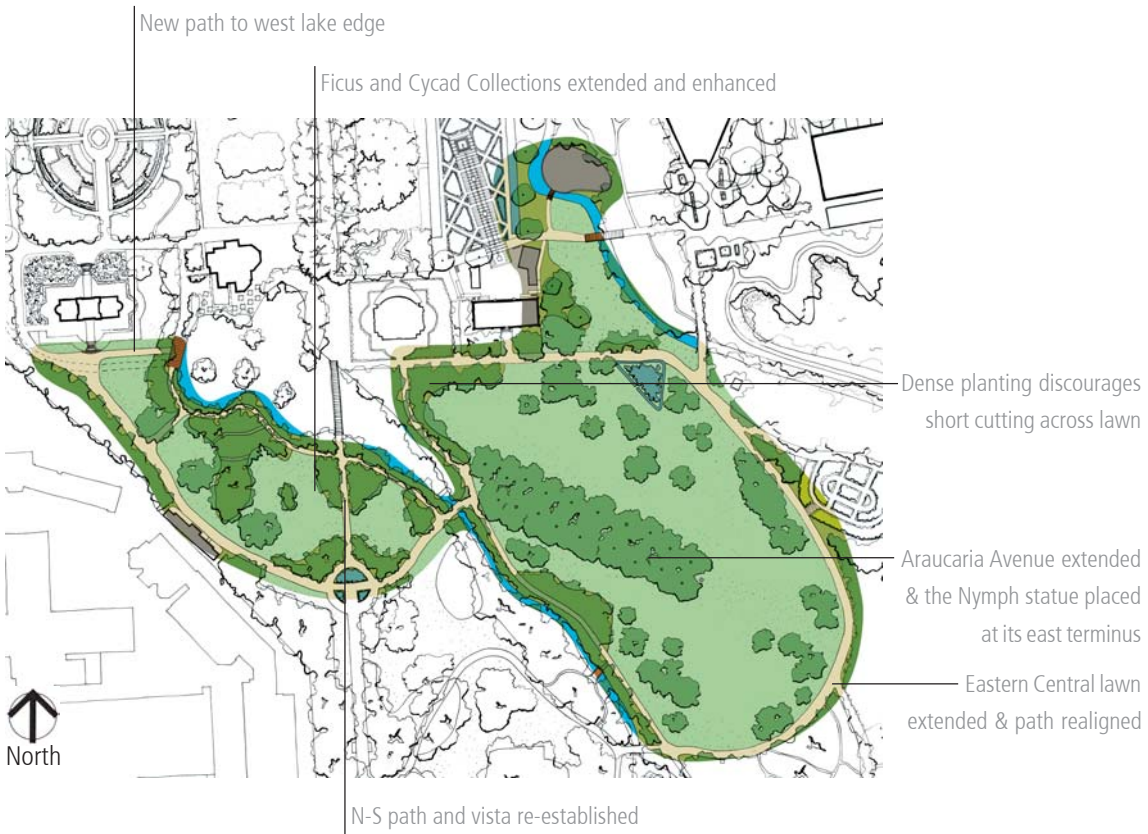 New path to west lake edge
Ficus and Cycad Collections extended and enhanced
Dense planting discourages
short cutting across lawn
Araucaria Avenue extended
& the Nymph statue placed
at its east terminus
Eastern Central lawn
extended & path realigned
North
N-S path and vista re-established